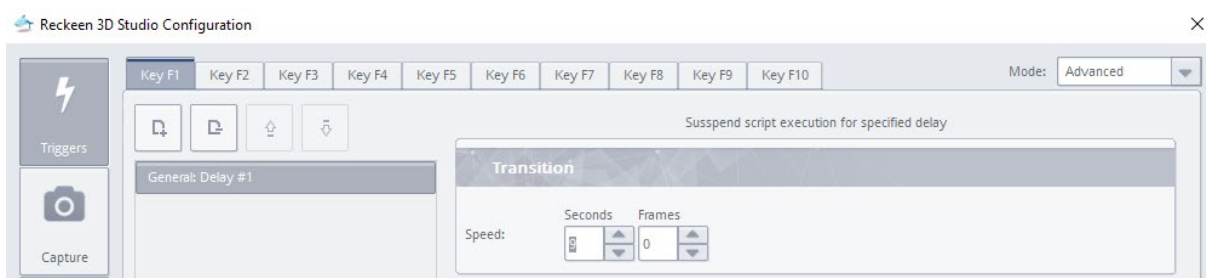 Reckeen 3D Studio Configuration
Key F1 Key F2 Key F3 Key F4 Key F5 Key F6 Key F7 Key F8 Key F9 Key F10 Mode: Advanced
Triggers
Susspend script execution for specified delay
General: Delay #1
Transition
Seconds Frames
Speed: 0
Capture